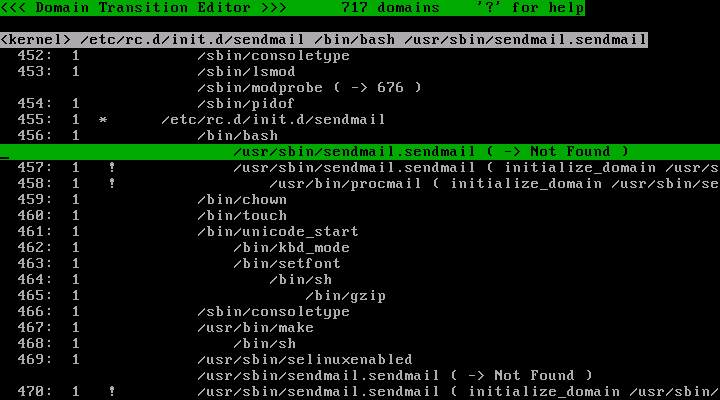 <<< Domain Transition Editor >>>      717 domains    '?' for help
<kernel> /etc/rc.d/init.d/sendmail /bin/bash /usr/sbin/sendmail.sendmail
452:  1             /sbin/consoletype
453:  1             /sbin/lsmod
/sbin/modprobe ( -> 676 )
454:  1             /sbin/pidof
455:  1  *      /etc/rc.d/init.d/sendmail
456:  1             /bin/bash
/usr/sbin/sendmail.sendmail ( -> Not Found )
457:  1   !             /usr/sbin/sendmail.sendmail ( initialize_domain /usr/s
458:  1   !                 /usr/bin/procmail ( initialize_domain /usr/sbin/se
459:  1             /bin/chown
460:  1             /bin/touch
461:  1             /bin/unicode_start
462:  1                 /bin/kbd_mode
463:  1                 /bin/setfont
464:  1                     /bin/sh
465:  1                         /bin/gzip
466:  1             /sbin/consoletype
467:  1             /usr/bin/make
468:  1                 /bin/sh
469:  1             /usr/sbin/selinuxenabled
/usr/sbin/sendmail.sendmail ( -> Not Found )
470:  1   !         /usr/sbin/sendmail.sendmail ( initialize_domain /usr/sbin/